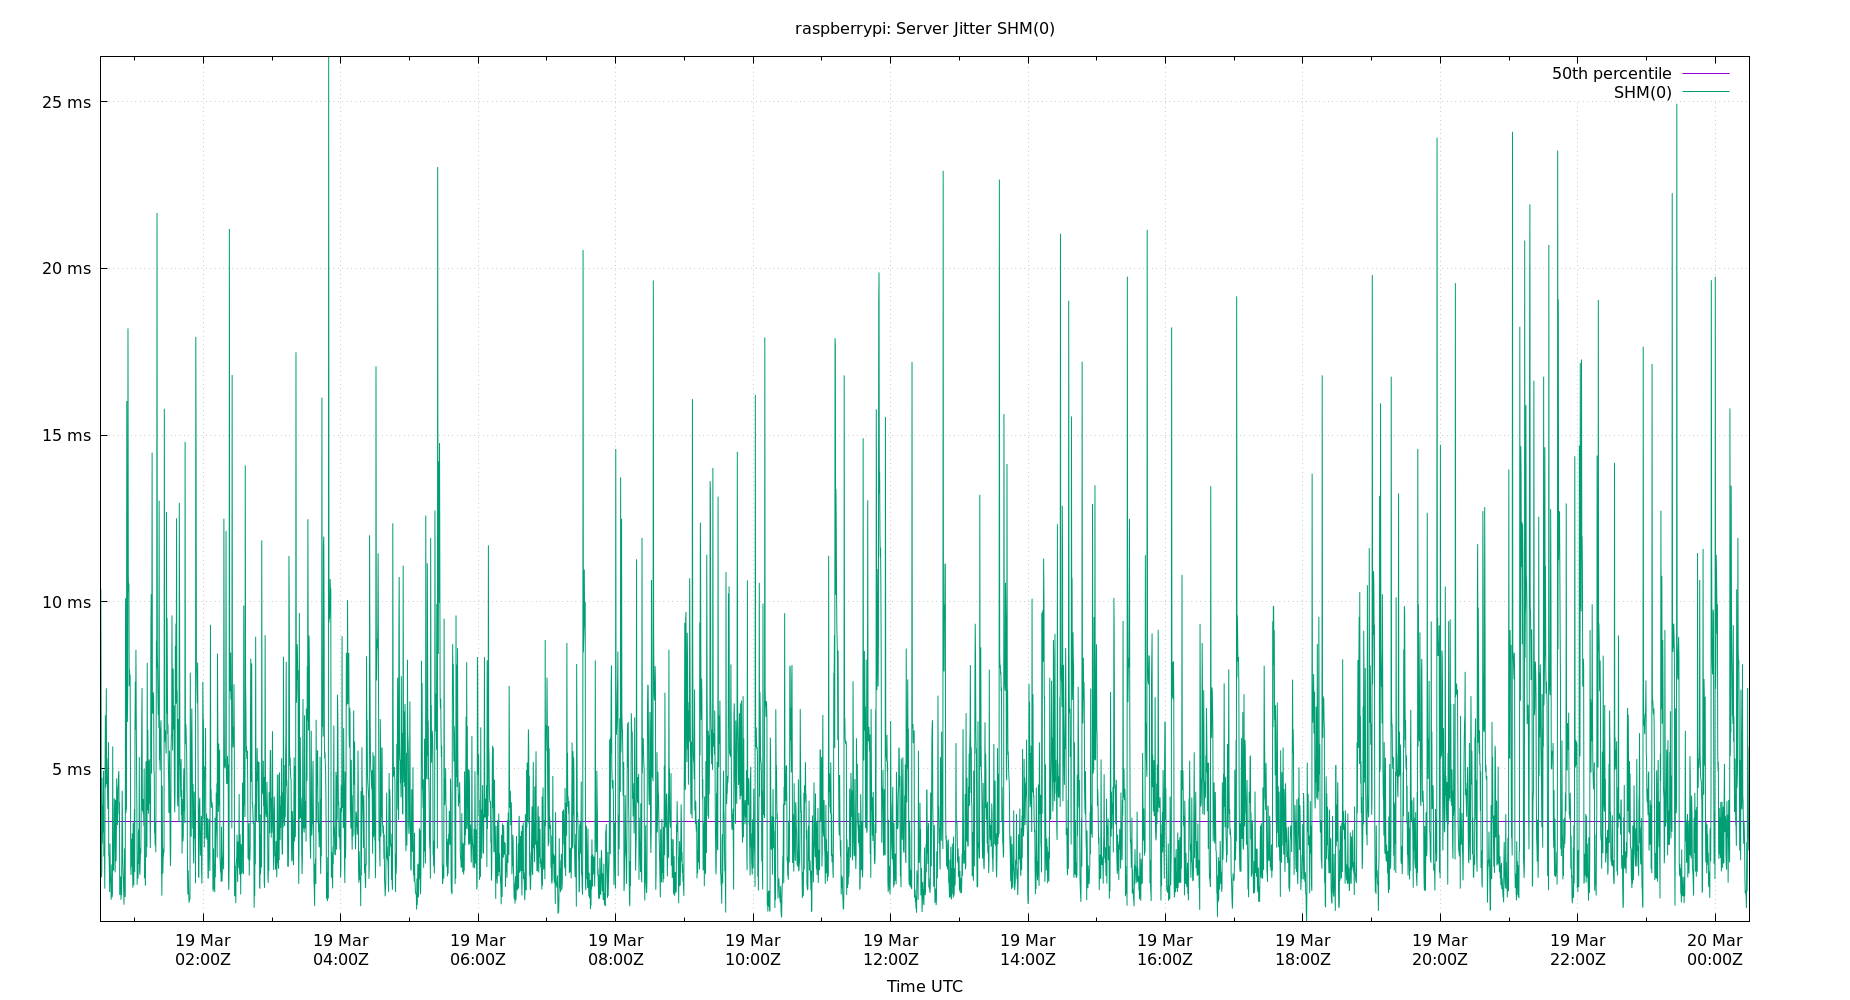 raspberrypi: Server Jitter SHM(0)
50th percentile
SHM(0)
25 ms
20 ms
15 ms
10 ms
5 ms
19 Mar 19 Mar 19 Mar 19 Mar 19 Mar 19 Mar 19 Mar 19 Mar 19 Mar 19 Mar 19 Mar 20 Mar
02:00Z 04:00Z 06:00Z 08:00Z 10:00Z 12:00Z 14:00Z 16:00Z 18:00Z 20:00Z 22:00Z 00:00Z
Time UTC